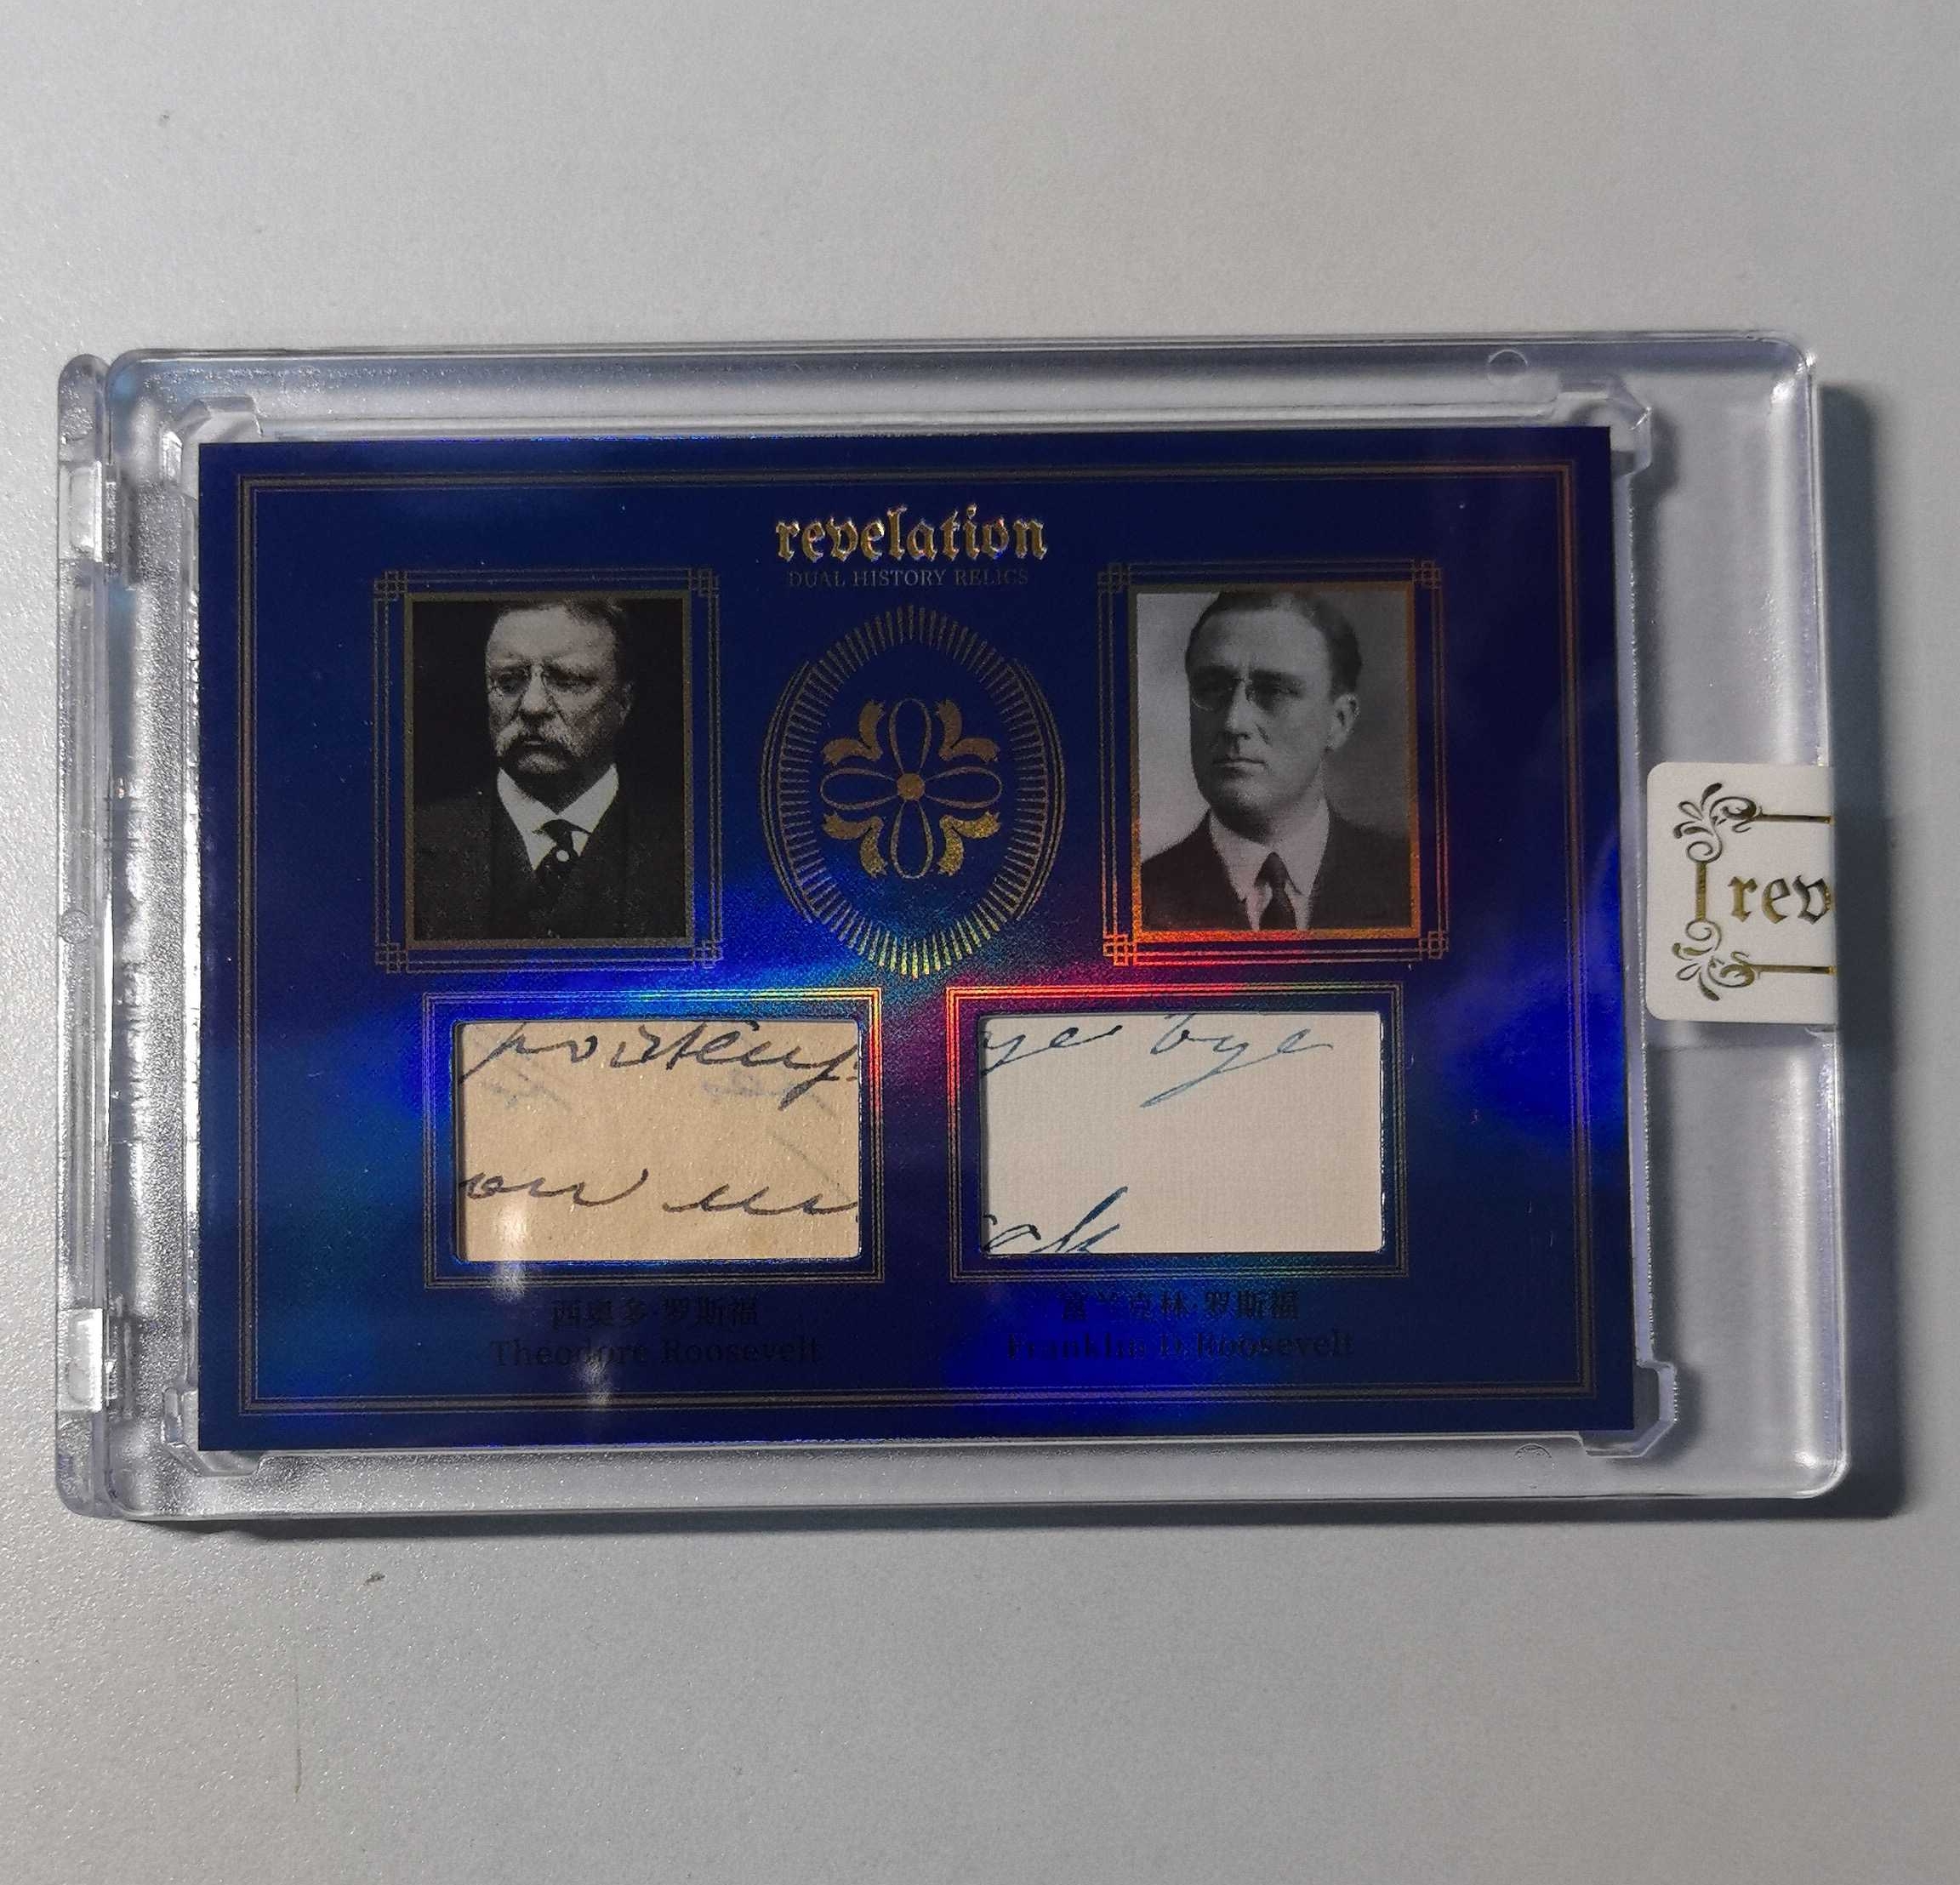 revelation
DUAL HISTORY RELICS
rev
ye bye
西奥多·罗斯福
Theodore Roosevelt
富兰克林·罗斯福
Franklin D. Roosevelt